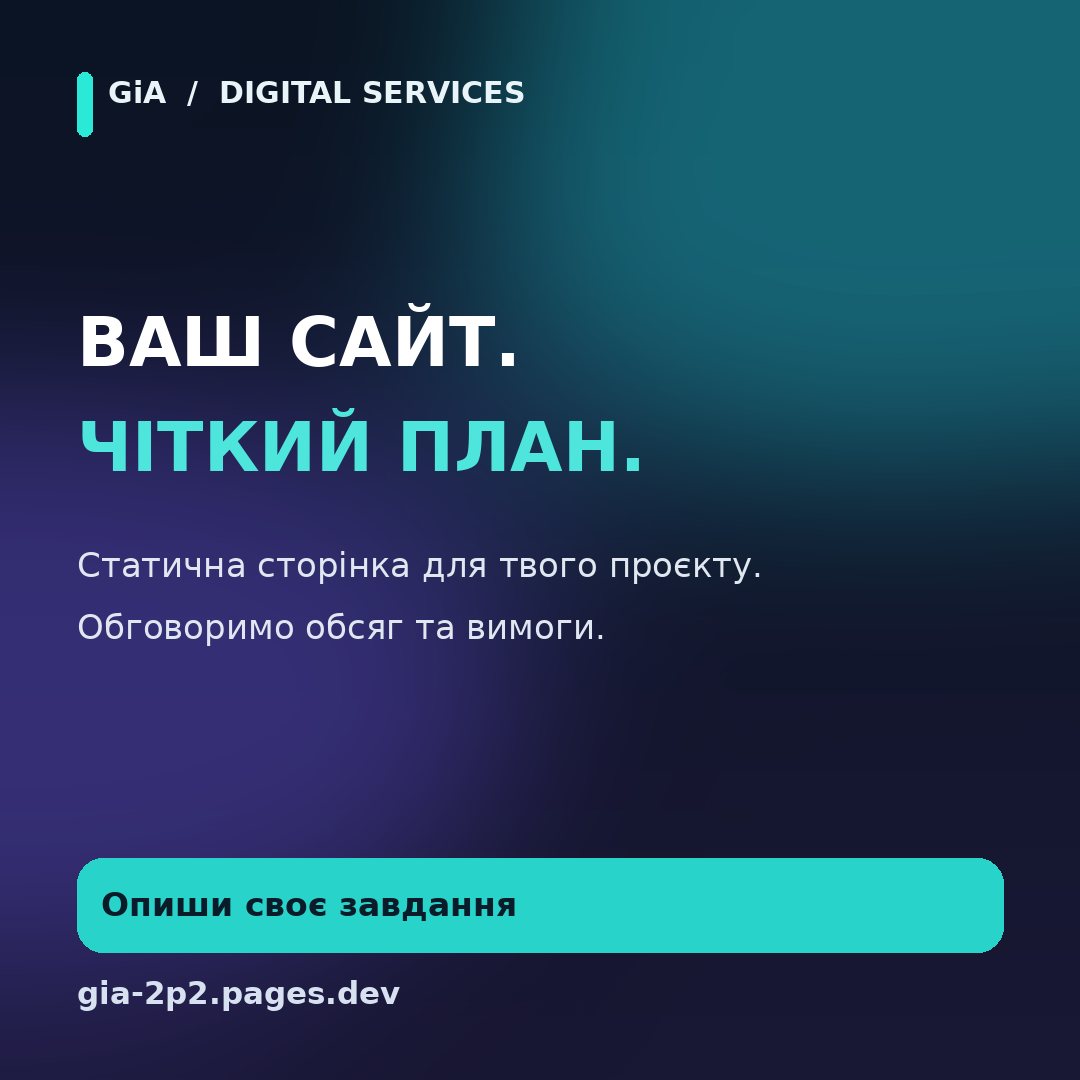 GiA / DIGITAL SERVICES
ВАШ САЙТ.
ЧІТКИЙ ПЛАН.
Статична сторінка для твого проєкту.
Обговоримо обсяг та вимоги.
Опиши своє завдання
gia-2p2.pages.dev